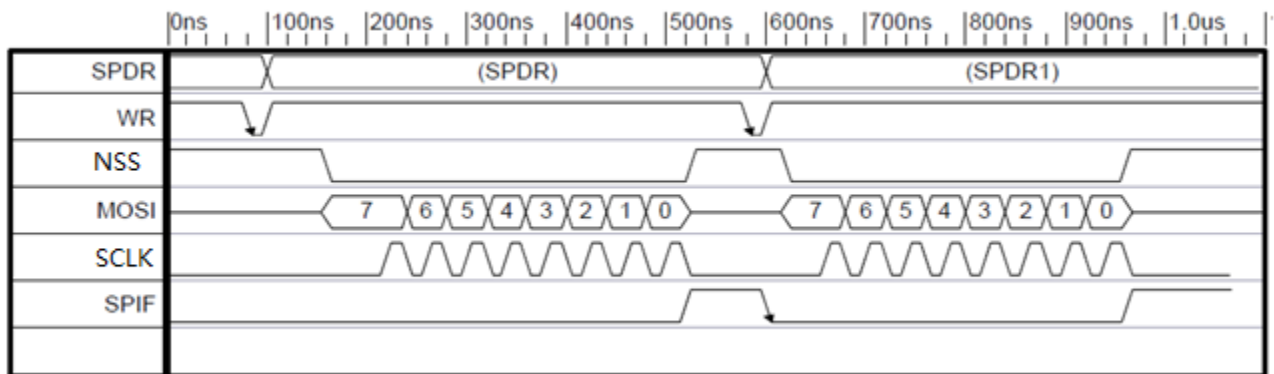 0ns 100ns 200ns 300ns 400ns 500ns 600ns 700ns 800ns 900ns 1.0us
SPDR (SPDR) (SPDR1)
WR
NSS
MOSI 7 6 5 4 3 2 1 0 7 6 5 4 3 2 1 0
SCLK
SPIF